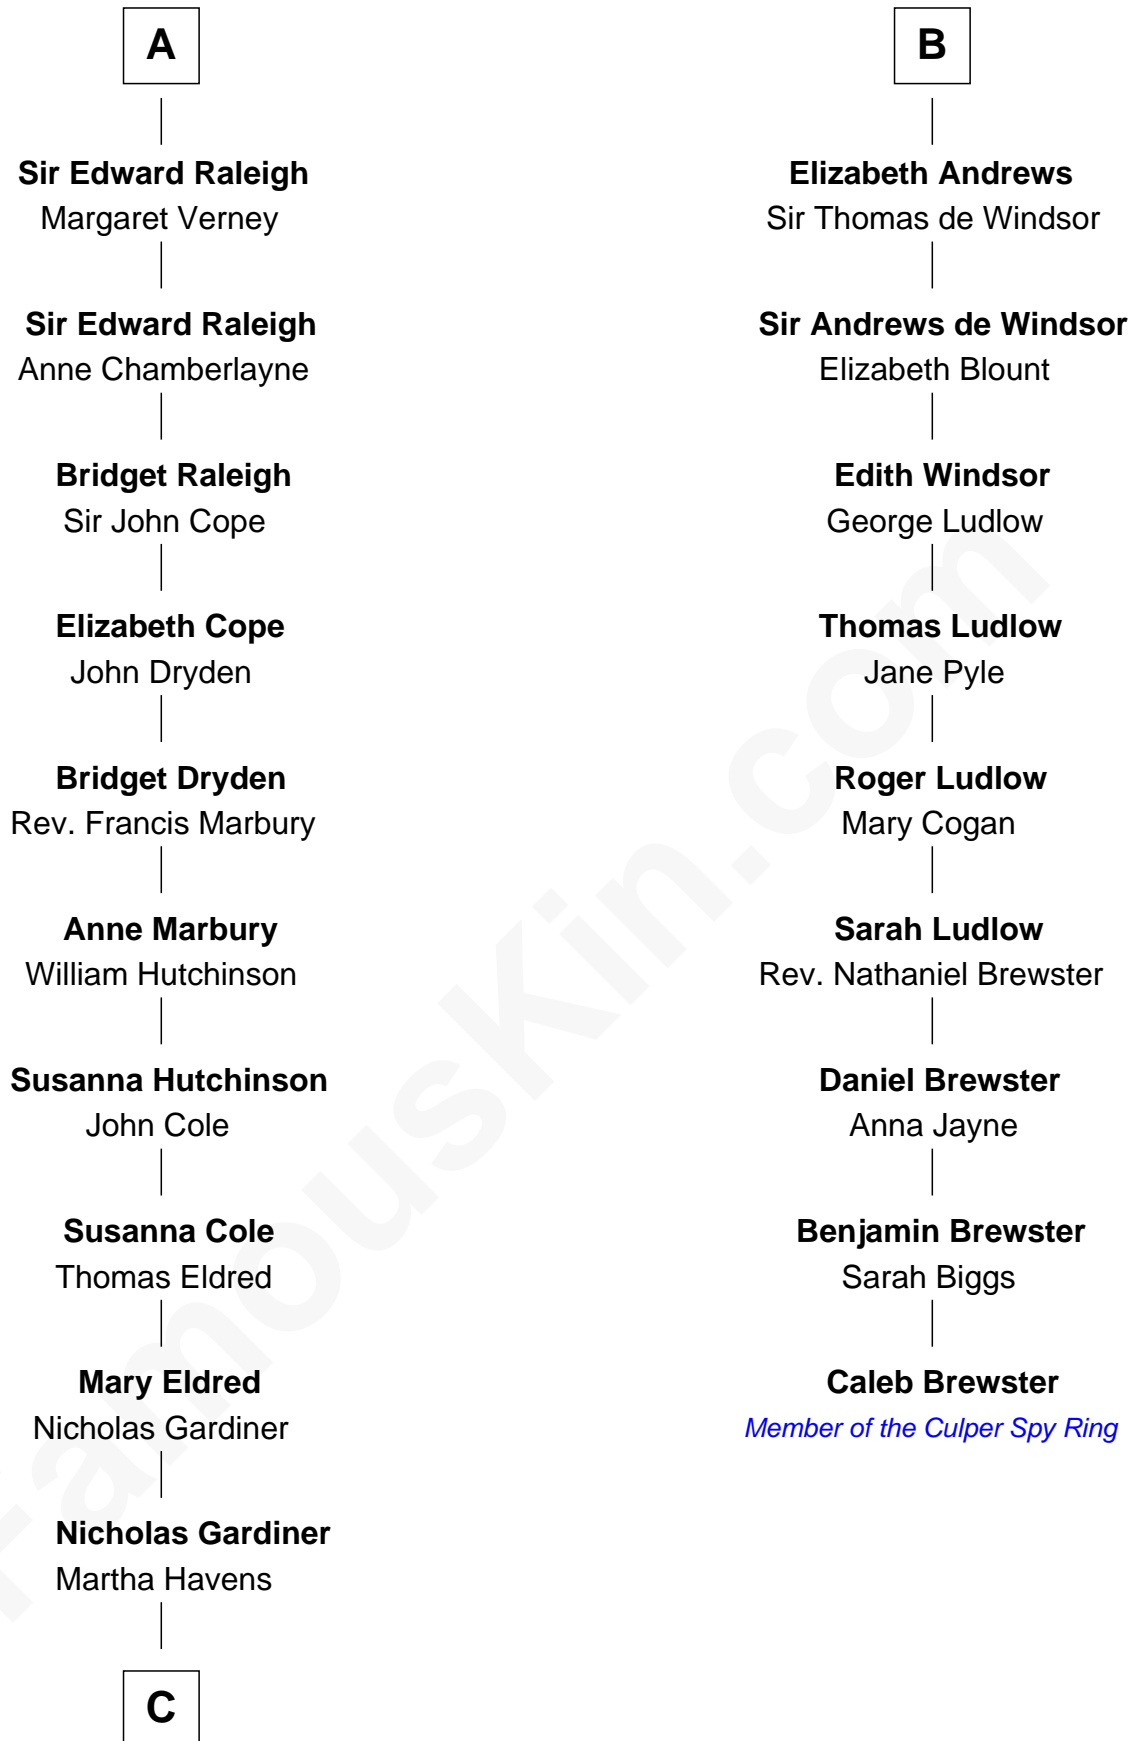 A
Sir Edward Raleigh
Margaret Verney
Sir Edward Raleigh
Anne Chamberlayne
Bridget Raleigh
Sir John Cope
Elizabeth Cope
John Dryden
Bridget Dryden
Rev. Francis Marbury
Anne Marbury
William Hutchinson
Susanna Hutchinson
John Cole
Susanna Cole
Thomas Eldred
Mary Eldred
Nicholas Gardiner
Nicholas Gardiner
Martha Havens
C
B
Elizabeth Andrews
Sir Thomas de Windsor
Sir Andrews de Windsor
Elizabeth Blount
Edith Windsor
George Ludlow
Thomas Ludlow
Jane Pyle
Roger Ludlow
Mary Cogan
Sarah Ludlow
Rev. Nathaniel Brewster
Daniel Brewster
Anna Jayne
Benjamin Brewster
Sarah Biggs
Caleb Brewster
Member of the Culper Spy Ring
FamousKin.com